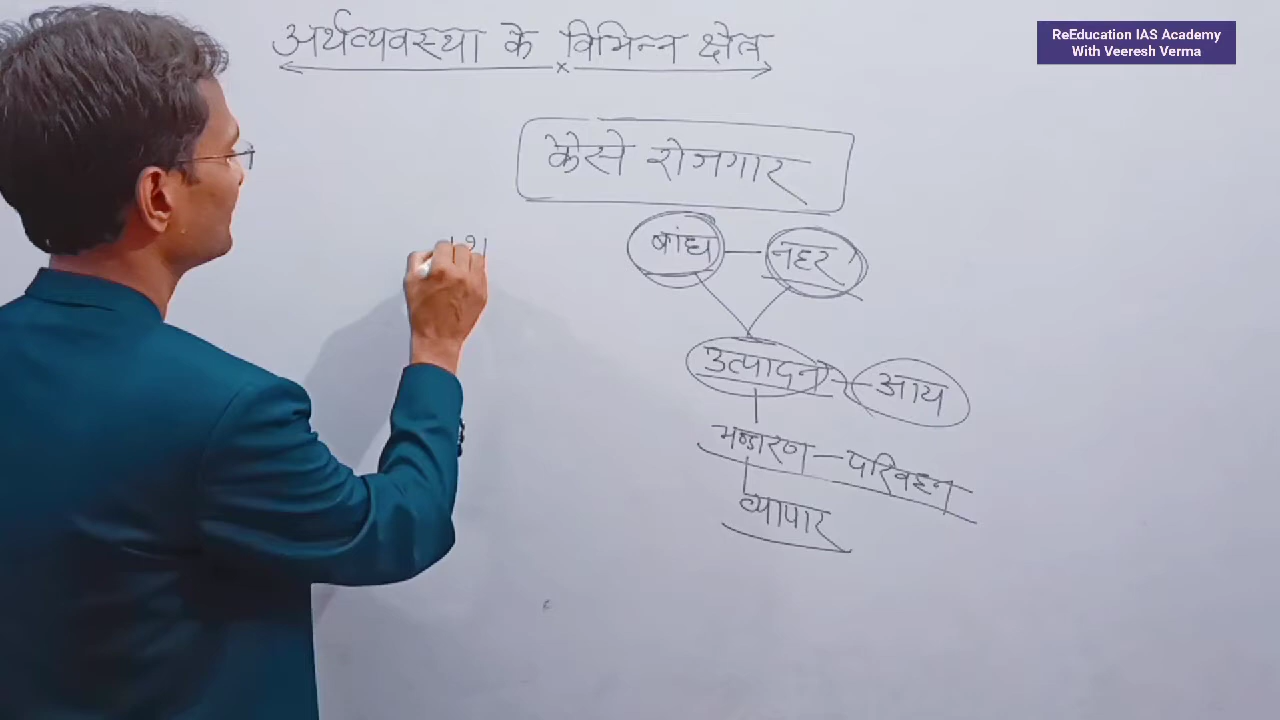 अर्थव्यवस्था के विभिन्न क्षेत्र
ReEducation IAS Academy
With Veeresh Verma
कैसे रोजगार
बांध — नहर
उत्पादन — आय
भण्डारण — परिवहन
व्यापार